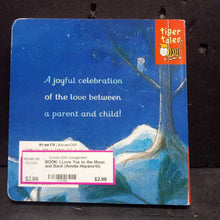 tiger
tales
A joyful celebration
of the love between
a parent and child!
BOOK I Love You to the Moon
and Back (Amelia Hepworth)
$2.99
$2.99